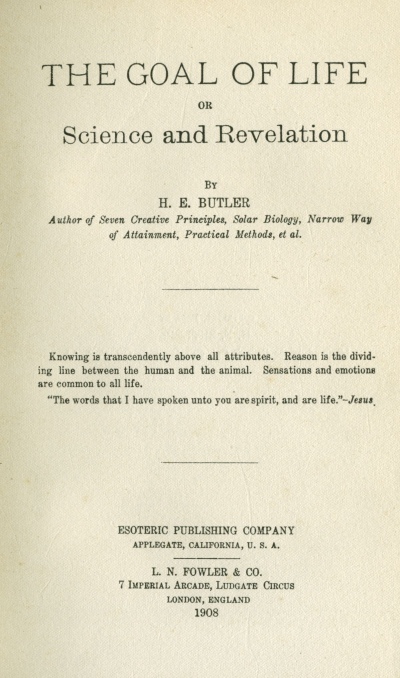 THE GOAL OF LIFE
OR
Science and Revelation
BY
H. E. BUTLER
Author of Seven Creative Principles, Solar Biology, Narrow Way
of Attainment, Practical Methods, et al.
Knowing is transcendently above all attributes. Reason is the divid-
ing line between the human and the animal. Sensations and emotions
are common to all life.
"The words that I have spoken unto you are spirit, and are life."–Jesus.
ESOTERIC PUBLISHING COMPANY
APPLEGATE, CALIFORNIA, U. S. A.
L. N. FOWLER & CO.
7 IMPERIAL ARCADE, LUDGATE CIRCUS
LONDON, ENGLAND
1908